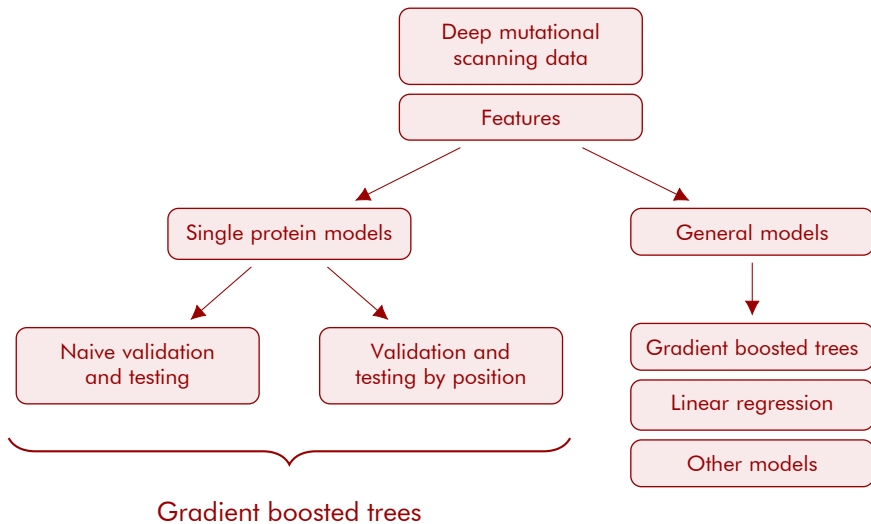 Deep mutational
scanning data
Features
Single protein models
General models
Naive validation
and testing
Validation and
testing by position
Gradient boosted trees
Linear regression
Other models
Gradient boosted trees